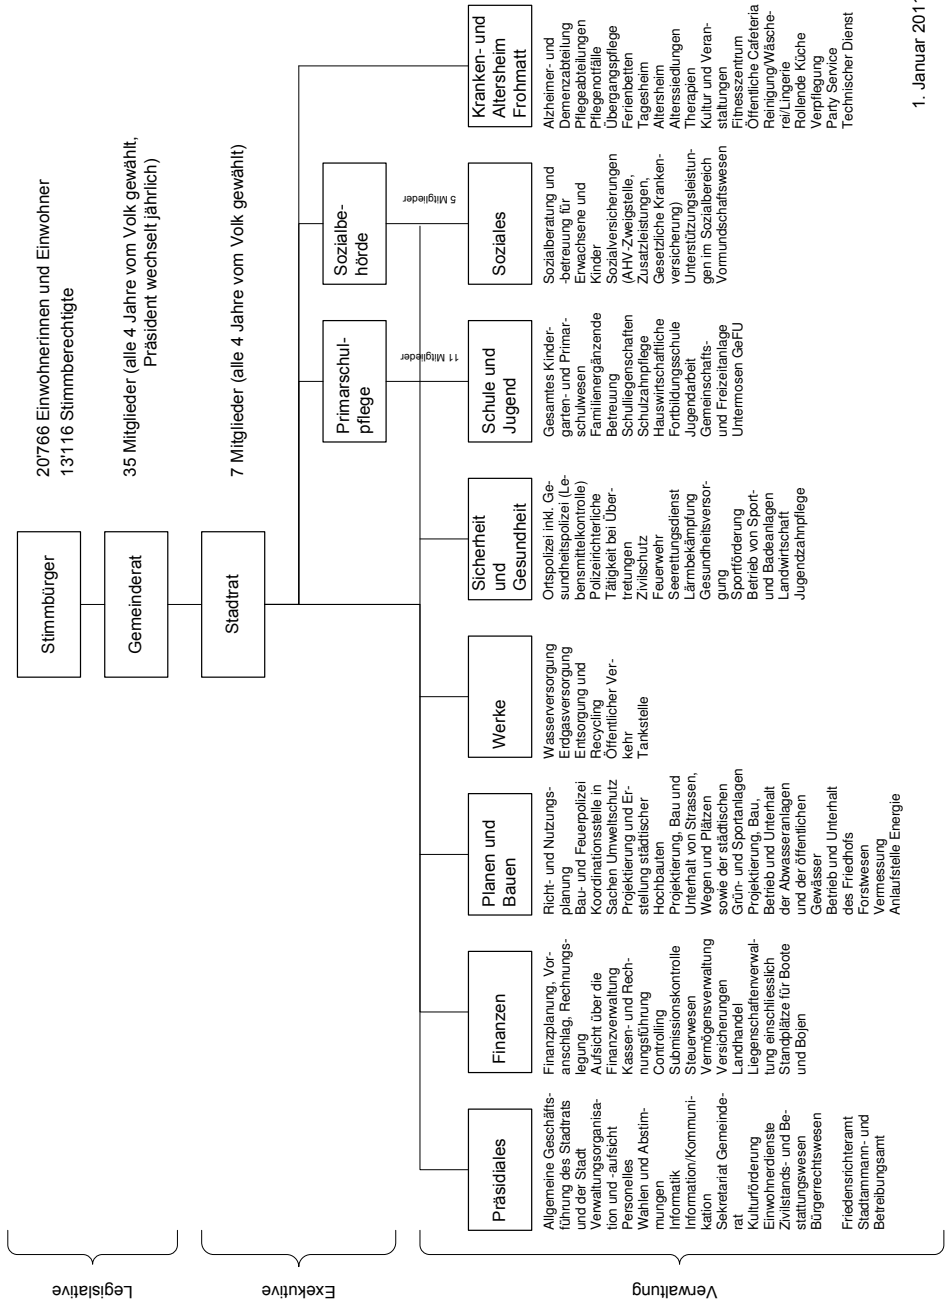 Legislative
Stimmbürger
20'766 Einwohnerinnen und Einwohner
13'116 Stimmberechtigte
Gemeinderat
35 Mitglieder (alle 4 Jahre vom Volk gewählt,
Präsident wechselt jährlich)
Exekutive
Stadtrat
7 Mitglieder (alle 4 Jahre vom Volk gewählt)
Primarschul-
pflege
11 Mitglieder
Sozialbe-
hörde
5 Mitglieder
Verwaltung
Präsidiales
Allgemeine Geschäfts-
führung des Stadtrats
und der Stadt
Verwaltungsorganisa-
tion und -aufsicht
Personelles
Wahlen und Abstim-
mungen
Informatik
Information/Kommuni-
kation
Sekretariat Gemeinde-
rat
Kulturförderung
Einwohnerdienste
Zivilstands- und Be-
stattungswesen
Bürgerrechtswesen
Friedensrichteramt
Stadtammann- und
Betreibungsamt
Finanzen
Finanzplanung, Vor-
anschlag, Rechnungs-
legung
Aufsicht über die
Finanzverwaltung
Kassen- und Rech-
nungsführung
Controlling
Submissionskontrolle
Steuerwesen
Vermögensverwaltung
Versicherungen
Landhandel
Liegenschaftenverwal-
tung einschliesslich
Standplätze für Boote
und Bojen
Planen und
Bauen
Richt- und Nutzungs-
planung
Bau- und Feuerpolizei
Koordinationsstelle in
Sachen Umweltschutz
Projektierung und Er-
stellung städtischer
Hochbauten
Projektierung, Bau und
Unterhalt von Strassen,
Wegen und Plätzen
sowie der städtischen
Grün- und Sportanlagen
Projektierung, Bau,
Betrieb und Unterhalt
der Abwasseranlagen
und der öffentlichen
Gewässer
Betrieb und Unterhalt
des Friedhofs
Forstwesen
Vermessung
Anlaufstelle Energie
Werke
Wasserversorgung
Erdgasversorgung
Entsorgung und
Recycling
Öffentlicher Ver-
kehr
Tankstelle
Sicherheit
und
Gesundheit
Ortspolizei inkl. Ge-
sundheitspolizei (Le-
bensmittelkontrolle)
Polizeirichterliche
Tätigkeit bei Über-
tretungen
Zivilschutz
Feuerwehr
Seerettungsdienst
Lärmbekämpfung
Gesundheitsversor-
gung
Sportförderung
Betrieb von Sport-
und Badeanlagen
Landwirtschaft
Jugendzahnpflege
Schule und
Jugend
Gesamtes Kinder-
garten- und Primar-
schulwesen
Familienergänzende
Betreuung
Schulliegenschaften
Schulzahnpflege
Hauswirtschaftliche
Fortbildungsschule
Jugendarbeit
Gemeinschafts-
und Freizeitanlage
Untermosen GeFU
Soziales
Sozialberatung und
-betreuung für
Erwachsene und
Kinder
Sozialversicherungen
(AHV-Zweigstelle,
Zusatzleistungen,
Gesetzliche Kranken-
versicherung)
Unterstützungsleistun-
gen im Sozialbereich
Vormundschaftswesen
Kranken- und
Altersheim
Frohmatt
Alzheimer- und
Demenzabteilung
Pflegeabteilungen
Pflegenotfälle
Übergangspflege
Ferienbetten
Tagesheim
Altersheim
Alterssiedlungen
Therapien
Kultur und Veran-
staltungen
Fitnesszentrum
Öffentliche Cafeteria
Reinigung/Wäsche-
rei/Lingerie
Rollende Küche
Verpflegung
Party Service
Technischer Dienst
1. Januar 2011